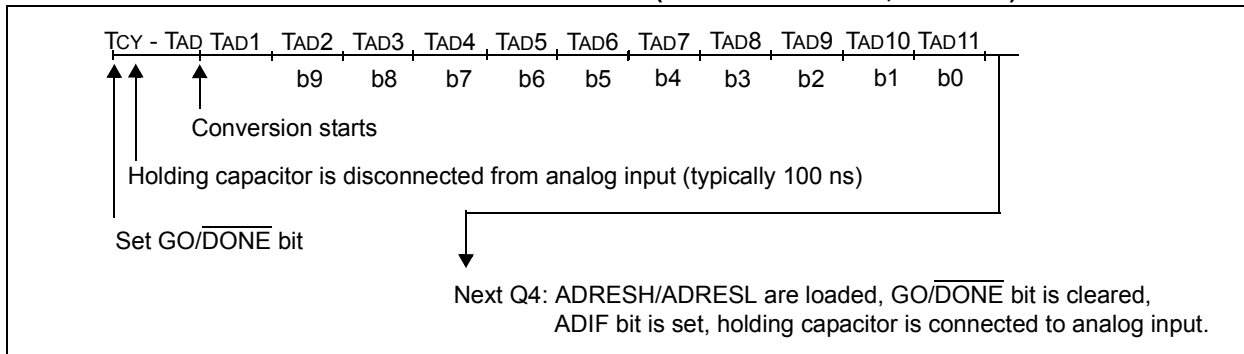 TCY - TAD TAD1 TAD2 TAD3 TAD4 TAD5 TAD6 TAD7 TAD8 TAD9 TAD10 TAD11
b9 b8 b7 b6 b5 b4 b3 b2 b1 b0
Conversion starts
Holding capacitor is disconnected from analog input (typically 100 ns)
Set GO/DONE bit
Next Q4: ADRESH/ADRESL are loaded, GO/DONE bit is cleared,
ADIF bit is set, holding capacitor is connected to analog input.